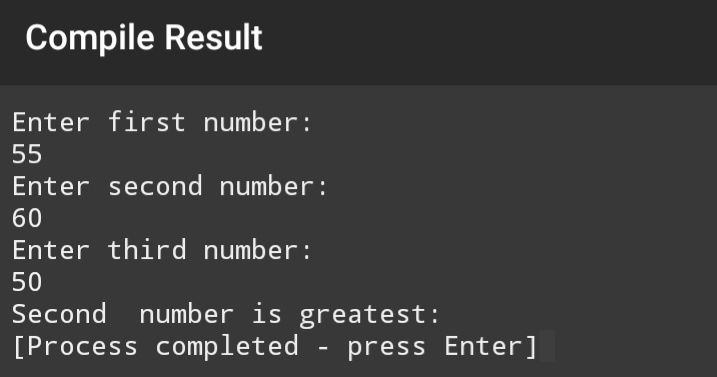 Compile Result
Enter first number:
55
Enter second number:
60
Enter third number:
50
Second  number is greatest:
[Process completed - press Enter]